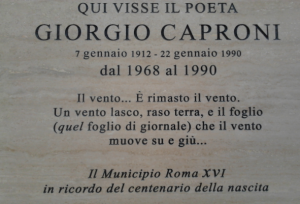 QUI VISSE IL POETA
GIORGIO CAPRONI
7 gennaio 1912 - 22 gennaio 1990
dal 1968 al 1990
Il vento... È rimasto il vento.
Un vento lasco, raso terra, e il foglio
(quel foglio di giornale) che il vento
muove su e giù...
Il Municipio Roma XVI
in ricordo del centenario della nascita